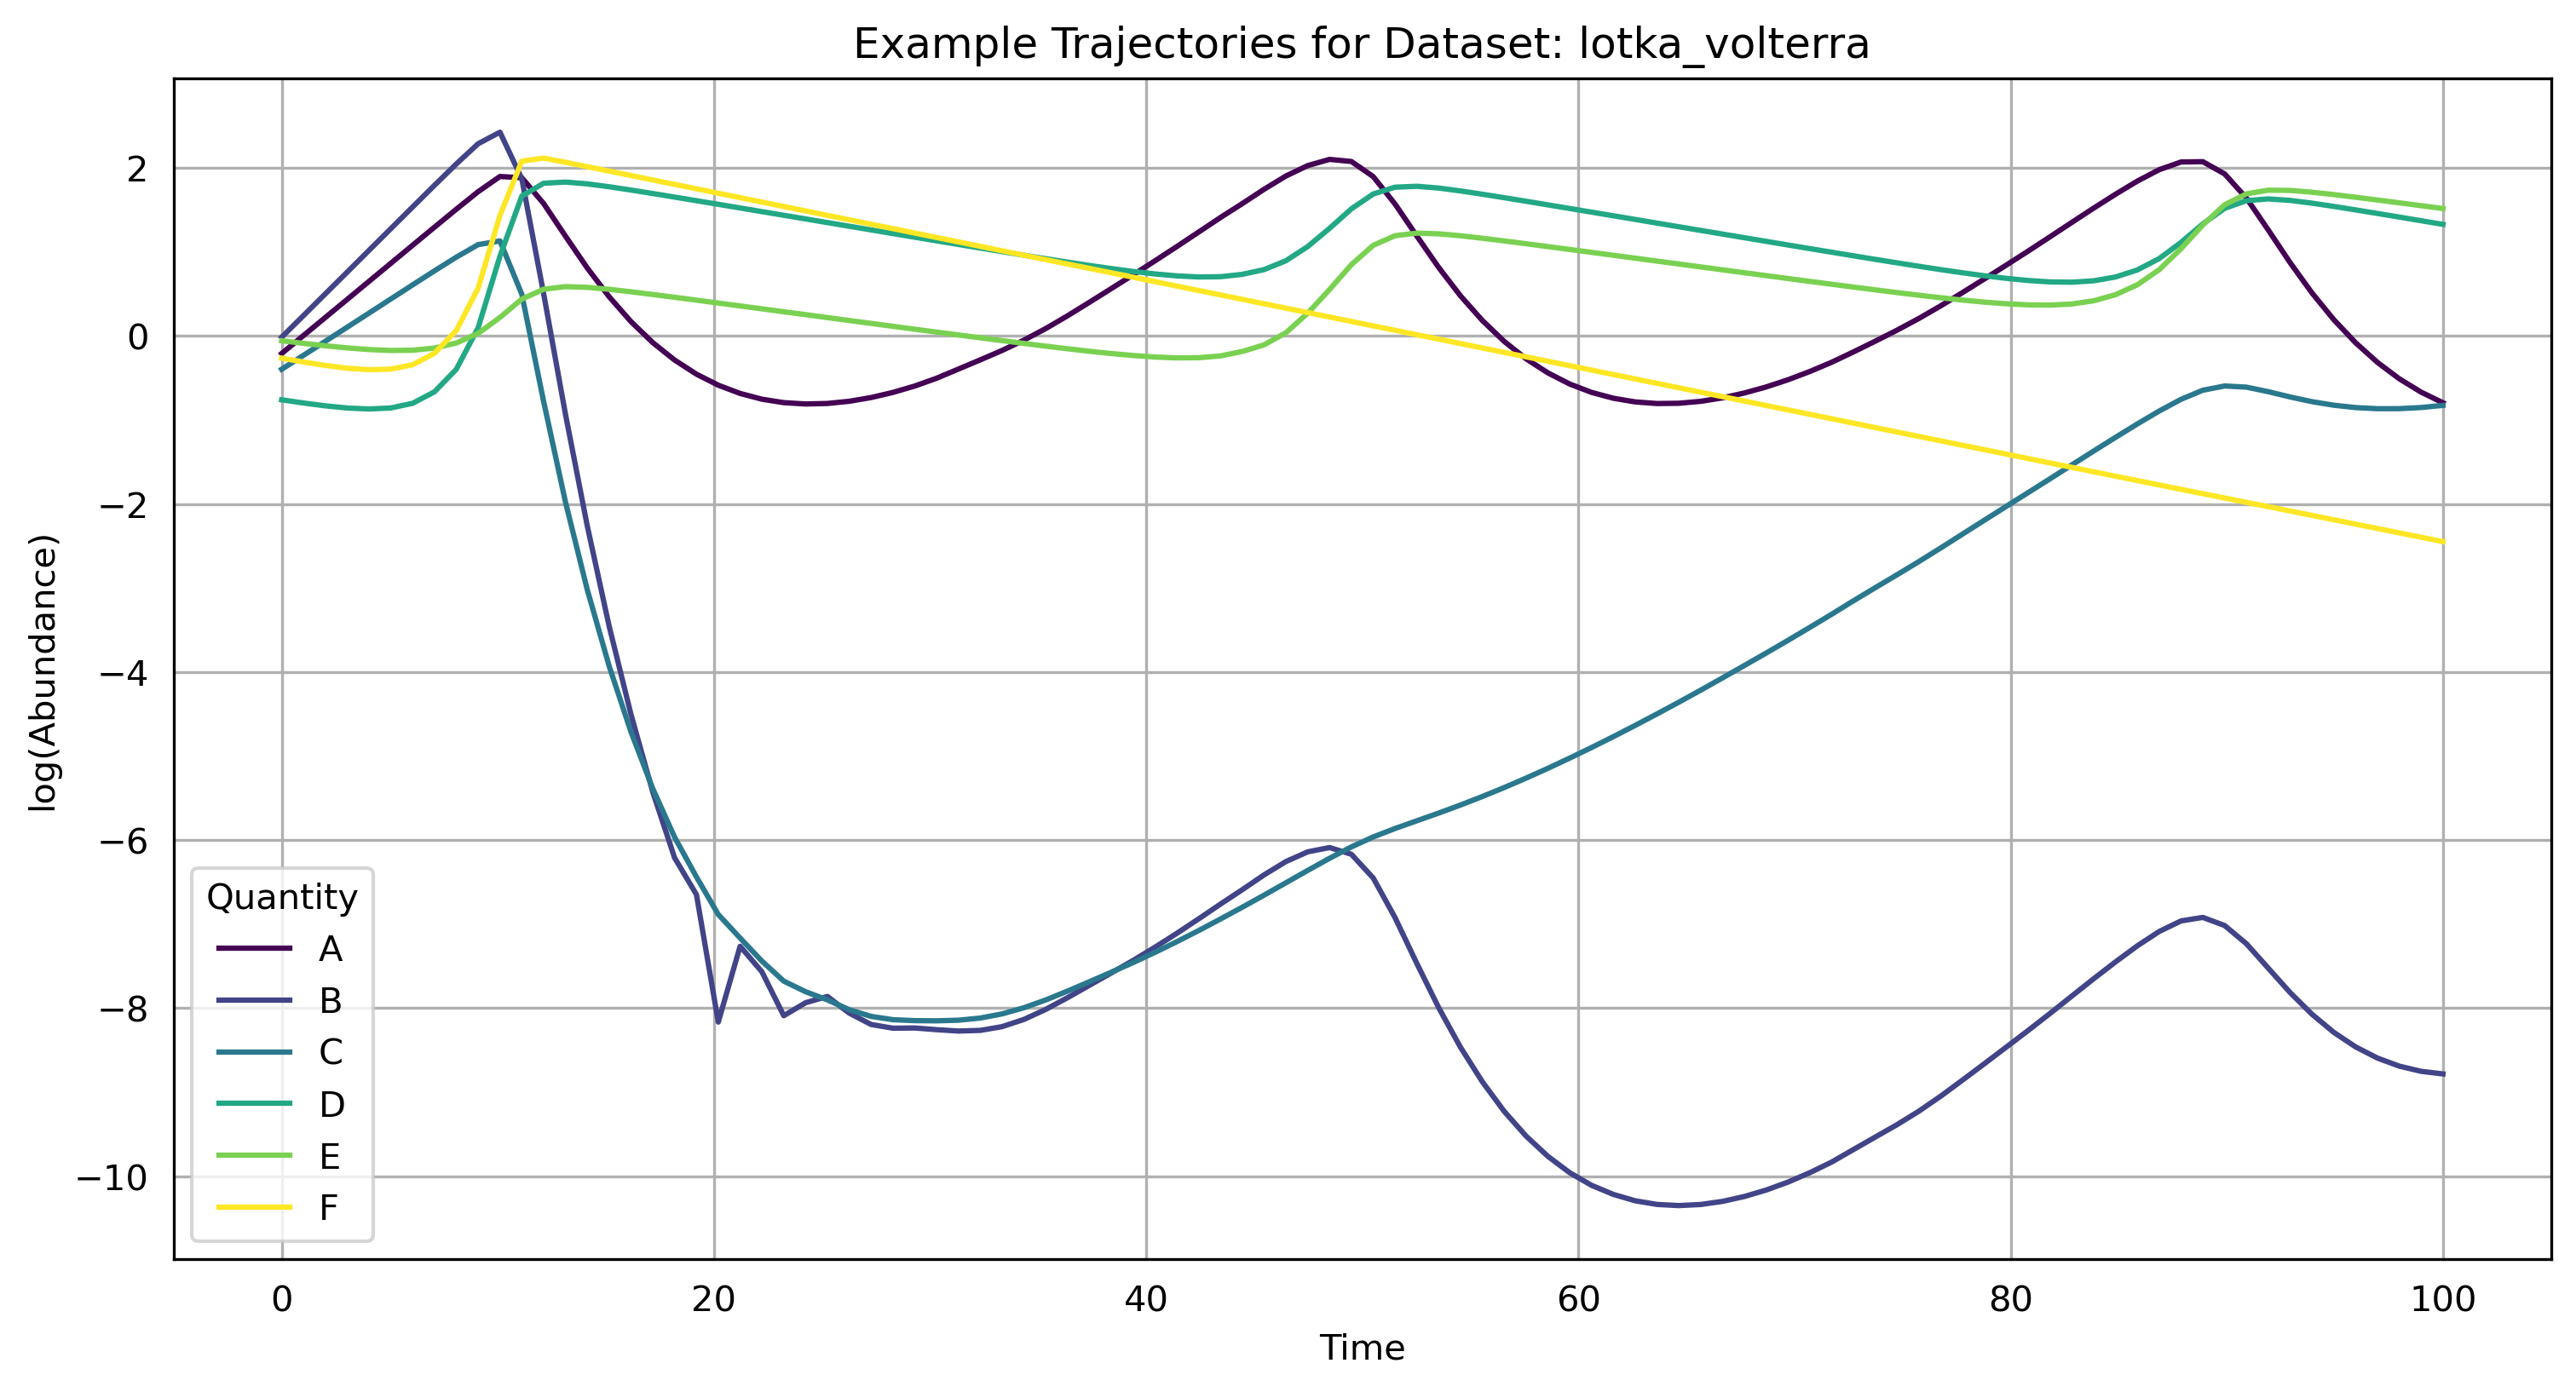 Example Trajectories for Dataset: lotka_volterra
log(Abundance)
2
0
−2
−4
−6
−8
−10
Quantity
A
B
C
D
E
F
0 20 40 60 80 100
Time